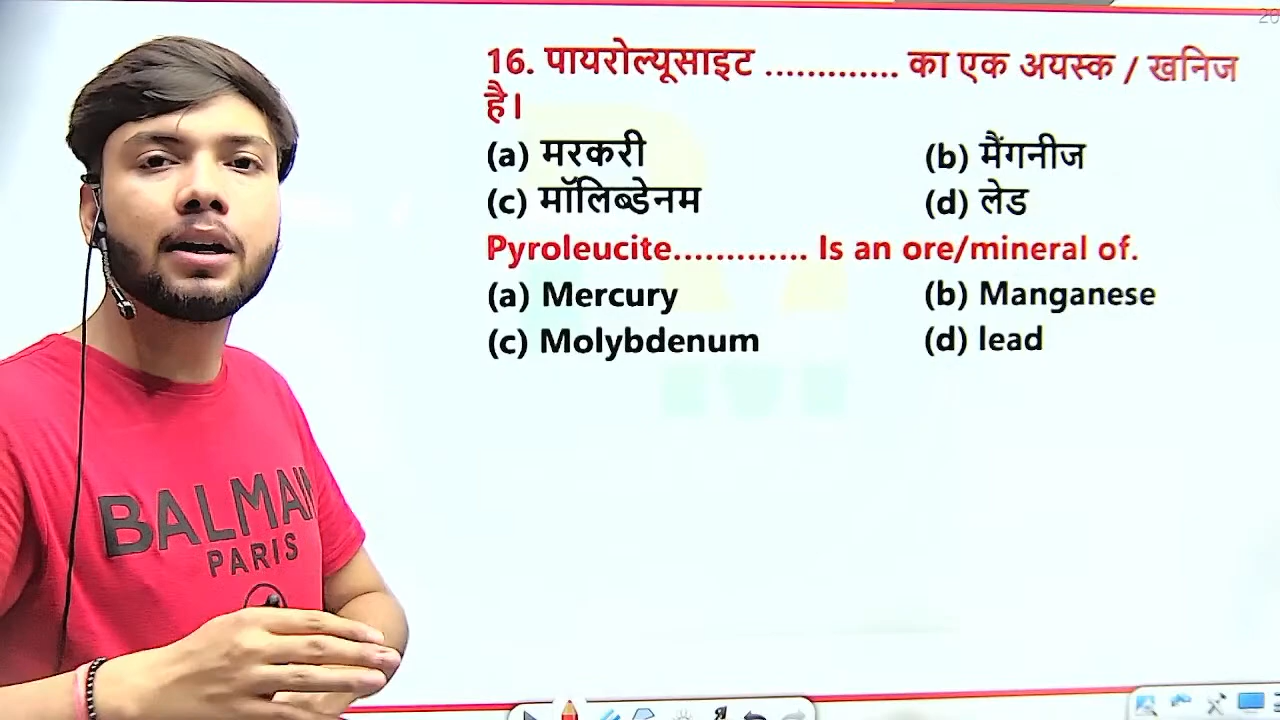 16. पायरोल्यूसाइट ............. का एक अयस्क / खनिज
है।
(a) मरकरी (b) मैंगनीज
(c) मॉलिब्डेनम (d) लेड
Pyroleucite............. Is an ore/mineral of.
(a) Mercury (b) Manganese
(c) Molybdenum (d) lead
BALMAIN
PARIS